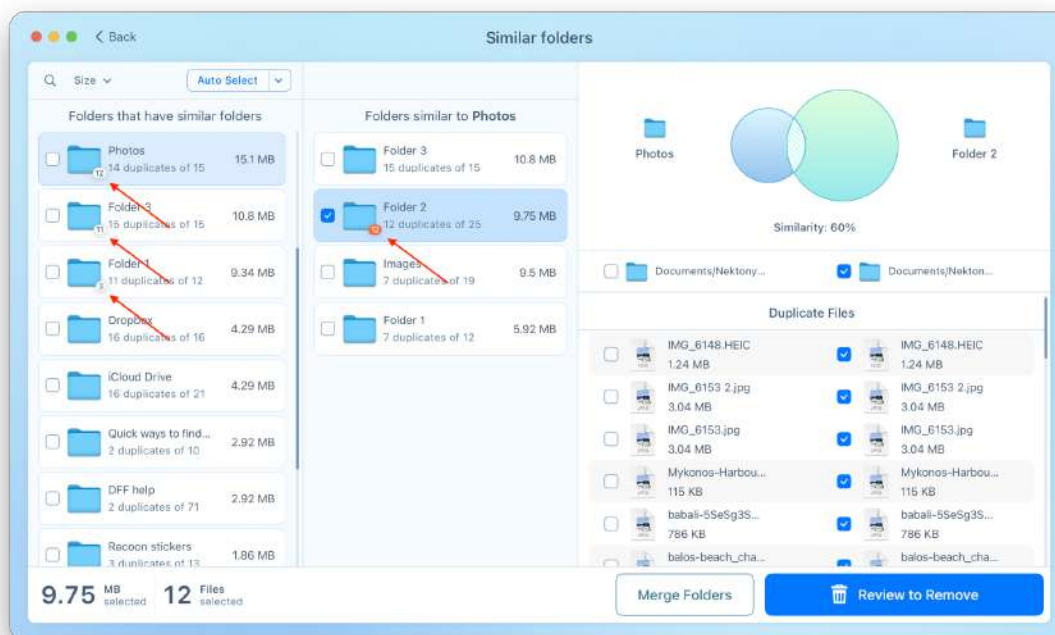 Back
Similar folders
Size
Auto Select
Folders that have similar folders
Photos
14 duplicates of 15
15.1 MB
12
Folder 3
15 duplicates of 15
10.8 MB
11
Folder 1
11 duplicates of 12
9.34 MB
3
Dropbox
16 duplicates of 16
4.29 MB
iCloud Drive
16 duplicates of 21
4.29 MB
Quick ways to find...
2 duplicates of 10
2.92 MB
DFF help
2 duplicates of 71
2.92 MB
Racoon stickers
3 duplicates of 13
1.86 MB
Folders similar to Photos
Folder 3
15 duplicates of 15
10.8 MB
Folder 2
12 duplicates of 25
9.75 MB
12
Images
7 duplicates of 19
9.5 MB
Folder 1
7 duplicates of 12
5.92 MB
Photos
Folder 2
Similarity: 60%
Documents/Nektony...
Documents/Nekton...
Duplicate Files
IMG_6148.HEIC
1.24 MB
IMG_6148.HEIC
1.24 MB
IMG_6153 2.jpg
3.04 MB
IMG_6153 2.jpg
3.04 MB
IMG_6153.jpg
3.04 MB
IMG_6153.jpg
3.04 MB
Mykonos-Harbou...
115 KB
Mykonos-Harbou...
115 KB
babali-5SeSg3S...
786 KB
babali-5SeSg3S...
786 KB
balos-beach_cha...
balos-beach_cha...
9.75 MB selected
12 Files selected
Merge Folders
Review to Remove